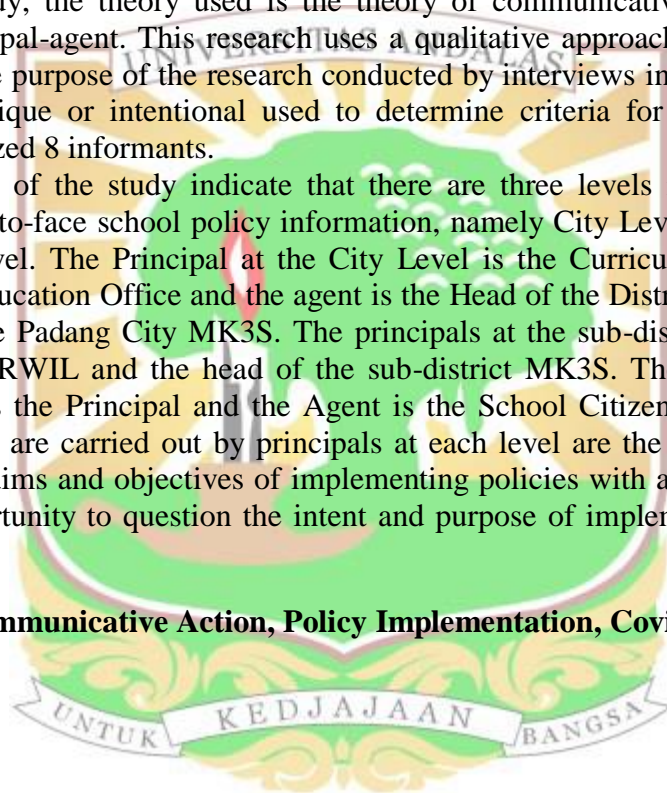 dy, the theory used is the theory of communicative
pal-agent. This research uses a qualitative approach
UNIVERSITAS ANDALAS
e purpose of the research conducted by interviews in
ique or intentional used to determine criteria for
zed 8 informants.
of the study indicate that there are three levels
to-face school policy information, namely City Lev
vel. The Principal at the City Level is the Curricu
ducation Office and the agent is the Head of the Distr
e Padang City MK3S. The principals at the sub-dis
RWIL and the head of the sub-district MK3S. Th
s the Principal and the Agent is the School Citizen
are carried out by principals at each level are the
aims and objectives of implementing policies with a
rtunity to question the intent and purpose of implem
mmunicative Action, Policy Implementation, Covi
UNTUK KEDJAJAAN BANGSA